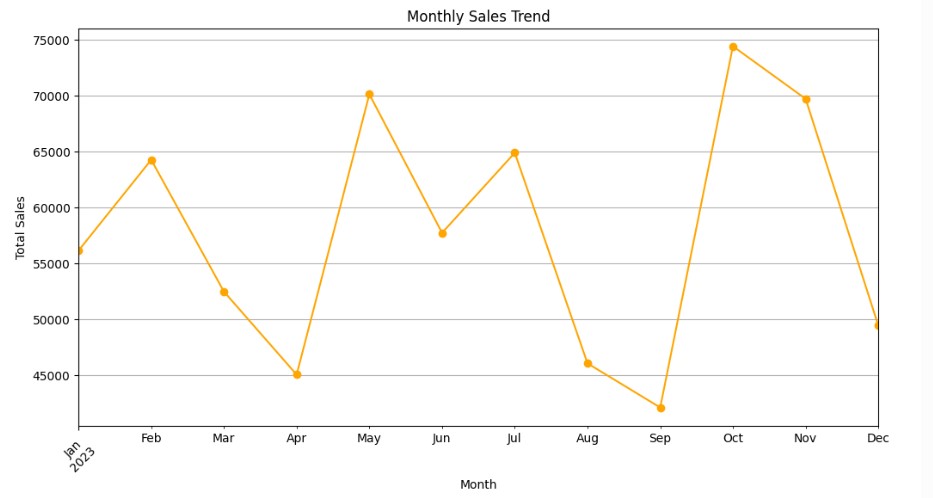 Monthly Sales Trend
75000
70000
65000
60000
55000
50000
45000
Total Sales
Jan
2023
Feb
Mar
Apr
May
Jun
Jul
Aug
Sep
Oct
Nov
Dec
Month